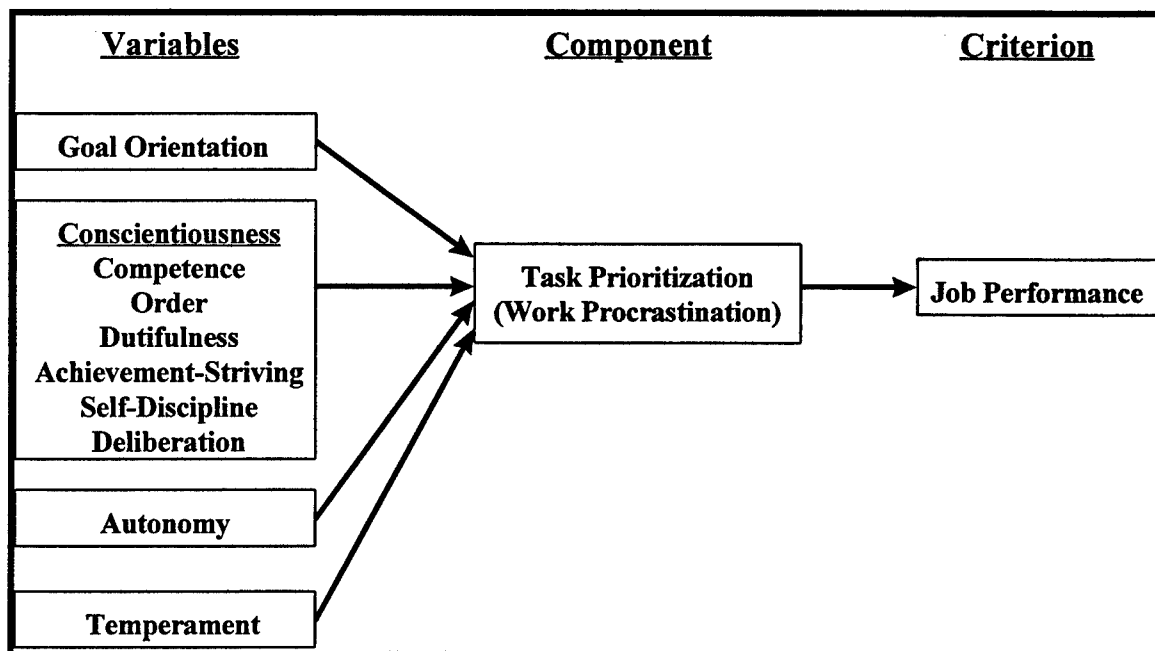 Variables
Component
Criterion
Goal Orientation
Conscientiousness
Competence
Order
Dutifulness
Achievement-Striving
Self-Discipline
Deliberation
Autonomy
Temperament
Task Prioritization
(Work Procrastination)
Job Performance